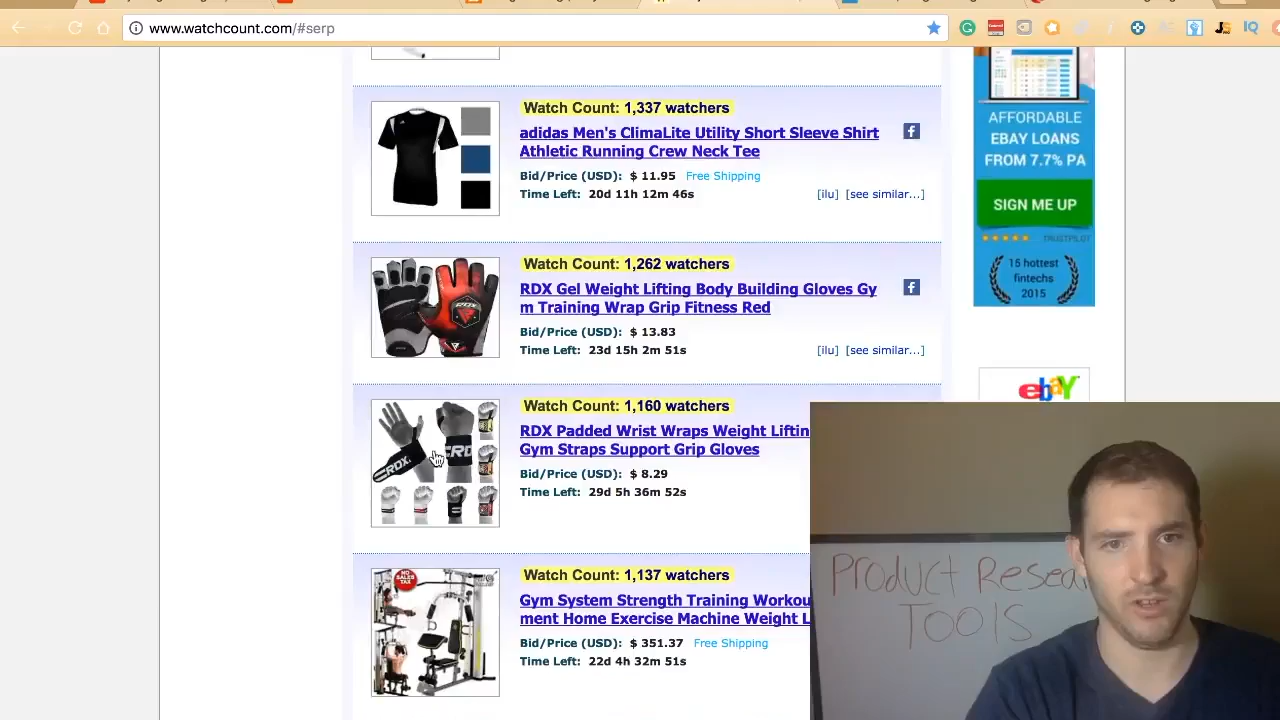 www.watchcount.com/#serp
Watch Count: 1,337 watchers
adidas Men's ClimaLite Utility Short Sleeve Shirt
Athletic Running Crew Neck Tee
Bid/Price (USD): $ 11.95 Free Shipping
Time Left: 20d 11h 12m 46s
[ilu] [see similar...]
Watch Count: 1,262 watchers
RDX Gel Weight Lifting Body Building Gloves Gy
m Training Wrap Grip Fitness Red
Bid/Price (USD): $ 13.83
Time Left: 23d 15h 2m 51s
[ilu] [see similar...]
RDX
Watch Count: 1,160 watchers
RDX Padded Wrist Wraps Weight Liftin
Gym Straps Support Grip Gloves
Bid/Price (USD): $ 8.29
Time Left: 29d 5h 36m 52s
RDX
RDX
NO SALES TAX
Watch Count: 1,137 watchers
Gym System Strength Training Workou
ment Home Exercise Machine Weight L
Bid/Price (USD): $ 351.37 Free Shipping
Time Left: 22d 4h 32m 51s
AFFORDABLE
EBAY LOANS
FROM 7.7% PA
SIGN ME UP
TRUSTPILOT
15 hottest
fintechs
2015
ebay
Product Resea
TOOLS